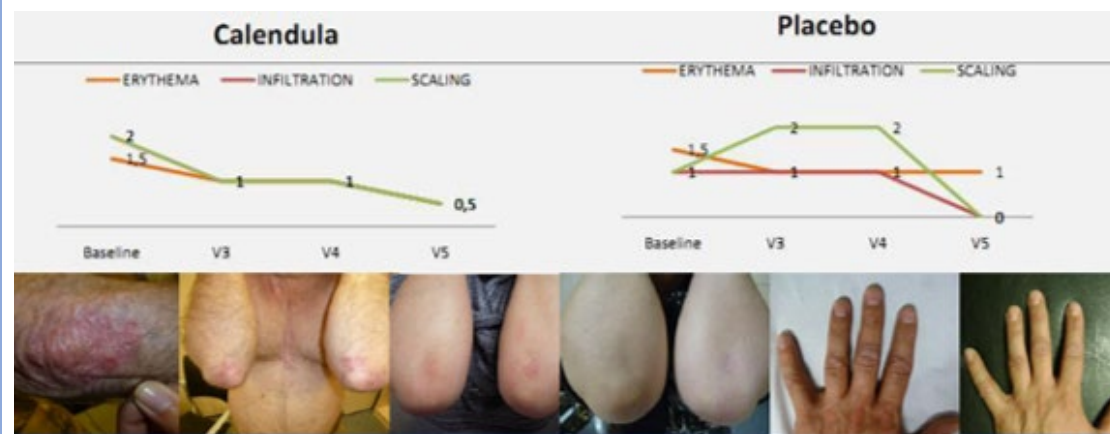 Calendula
ERYTHEMA INFILTRATION SCALING
2
1,5
1
1
0,5
Baseline V3 V4 V5
Placebo
ERYTHEMA INFILTRATION SCALING
2
2
1,5
1
1
1
1
0
Baseline V3 V4 V5